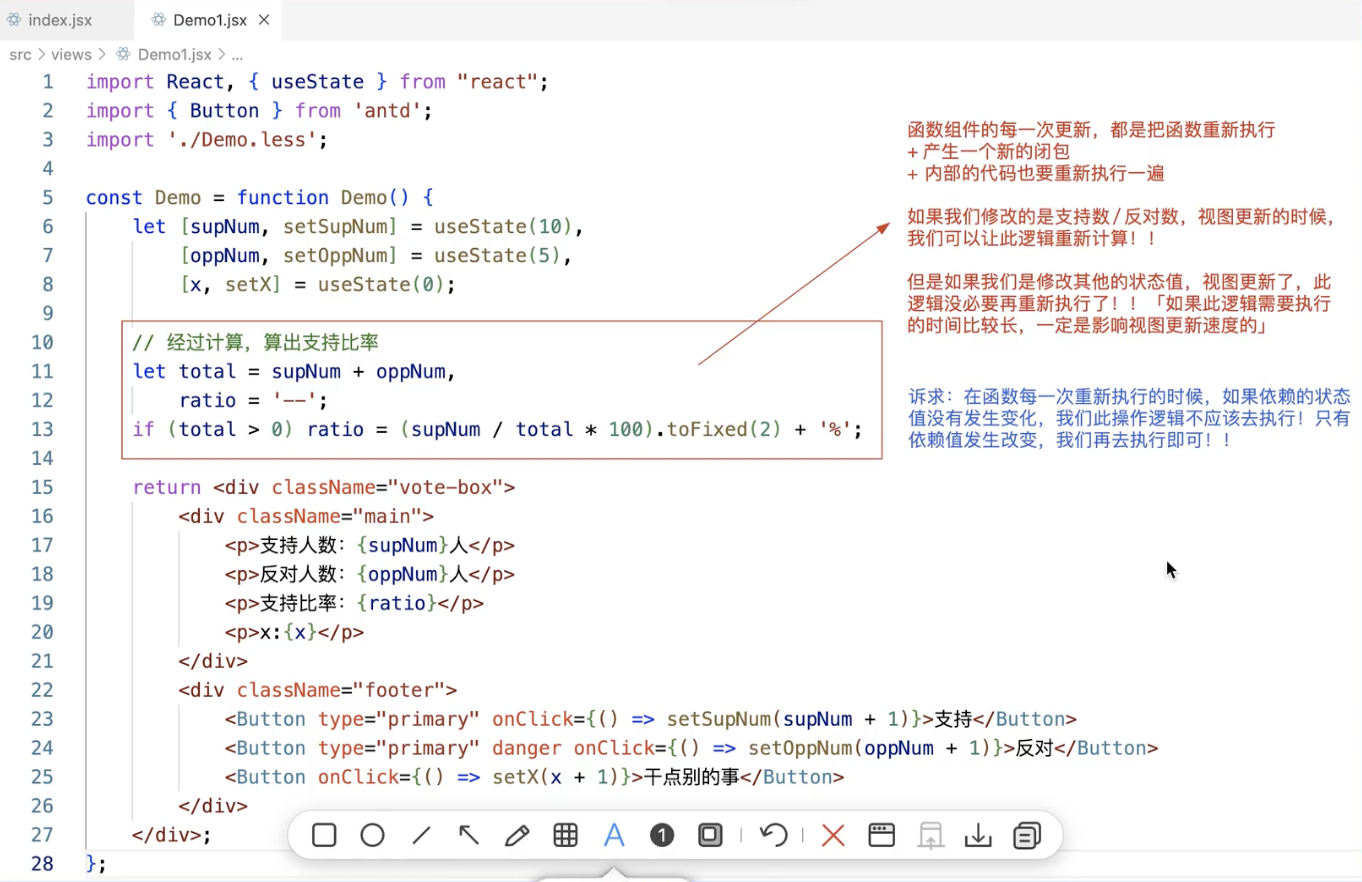 index.jsx
Demo1.jsx
src > views > Demo1.jsx > ...
1 import React, { useState } from "react";
2 import { Button } from 'antd';
3 import './Demo.less';
4
5 const Demo = function Demo() {
6 let [supNum, setSupNum] = useState(10),
7 [oppNum, setOppNum] = useState(5),
8 [x, setX] = useState(0);
9
10 // 经过计算，算出支持比率
11 let total = supNum + oppNum,
12 ratio = '--';
13 if (total > 0) ratio = (supNum / total * 100).toFixed(2) + '%';
14
15 return <div className="vote-box">
16 <div className="main">
17 <p>支持人数：{supNum}人</p>
18 <p>反对人数：{oppNum}人</p>
19 <p>支持比率：{ratio}</p>
20 <p>x:{x}</p>
21 </div>
22 <div className="footer">
23 <Button type="primary" onClick={() => setSupNum(supNum + 1)}>支持</Button>
24 <Button type="primary" danger onClick={() => setOppNum(oppNum + 1)}>反对</Button>
25 <Button onClick={() => setX(x + 1)}>干点别的事</Button>
26 </div>
27 </div>;
28 };
函数组件的每一次更新，都是把函数重新执行
+ 产生一个新的闭包
+ 内部的代码也要重新执行一遍
如果我们修改的是支持数/反对数，视图更新的时候，
我们可以让此逻辑重新计算！！
但是如果我们是修改其他的状态值，视图更新了，此
逻辑没必要再重新执行了！！「如果此逻辑需要执行
的时间比较长，一定是影响视图更新速度的」
诉求：在函数每一次重新执行的时候，如果依赖的状态
值没有发生变化，我们此操作逻辑不应该去执行！只有
依赖值发生改变，我们再去执行即可！！
A
1